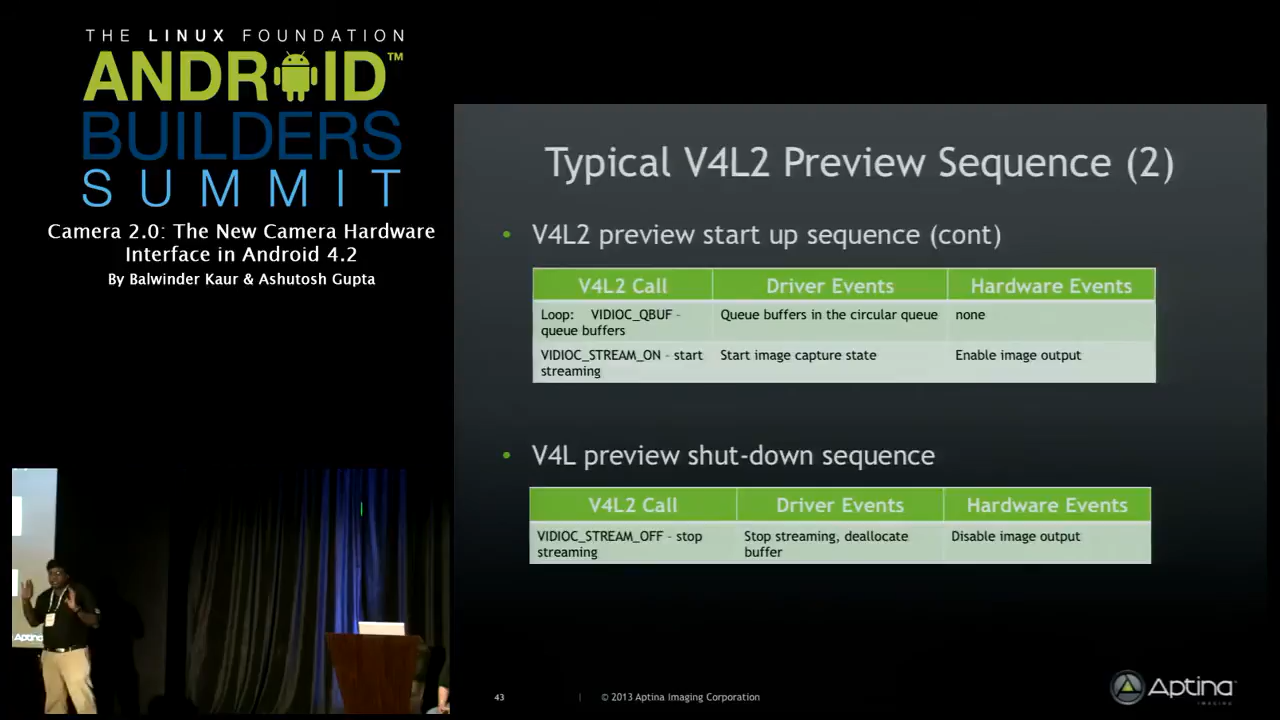 THE LINUX FOUNDATION
ANDROID™
BUILDERS
SUMMIT
Camera 2.0: The New Camera Hardware
Interface in Android 4.2
By Balwinder Kaur & Ashutosh Gupta
Typical V4L2 Preview Sequence (2)
• V4L2 preview start up sequence (cont)
V4L2 Call Driver Events Hardware Events
Loop: VIDIOC_QBUF - Queue buffers in the circular queue none
queue buffers
VIDIOC_STREAM_ON - start Start image capture state Enable image output
streaming
• V4L preview shut-down sequence
V4L2 Call Driver Events Hardware Events
VIDIOC_STREAM_OFF - stop Stop streaming, deallocate Disable image output
streaming buffer
43 | © 2013 Aptina Imaging Corporation
Aptina
IMAGING
Aptina